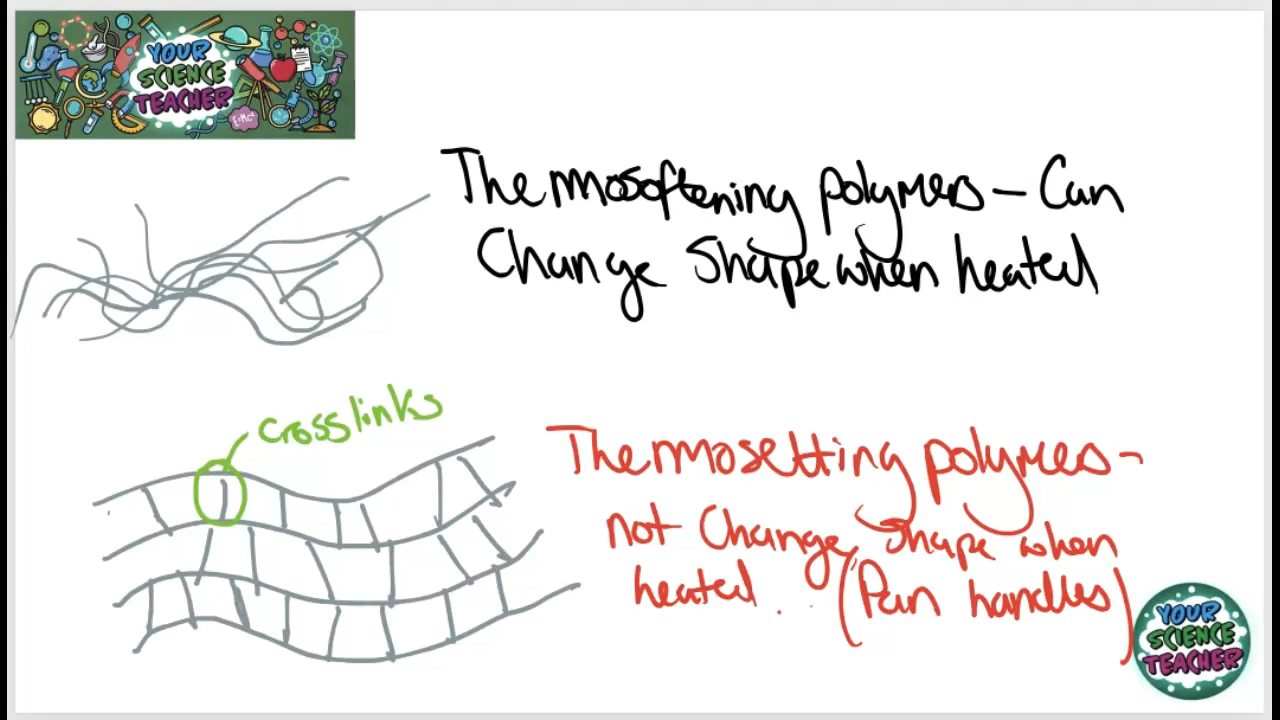 YOUR
SCIENCE
TEACHER
E=MC²
Thermosoftening polymers – Can
Change Shape when heated
Crosslinks
Thermosetting polymers –
not Change Shape when
heated. (Pan handles)
YOUR
SCIENCE
TEACHER